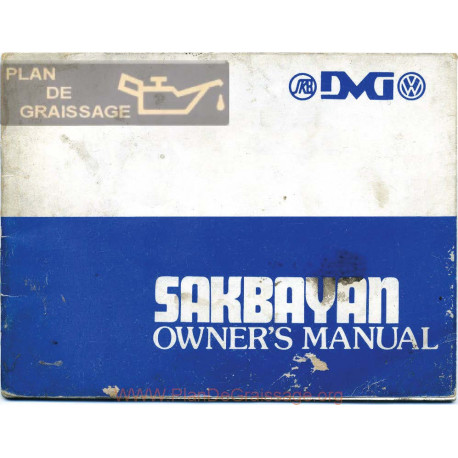 PLAN
DE
GRAISSAGE
DMG
SAKBAYAN
OWNER'S MANUAL
WWW.PlanDeGraissage.org